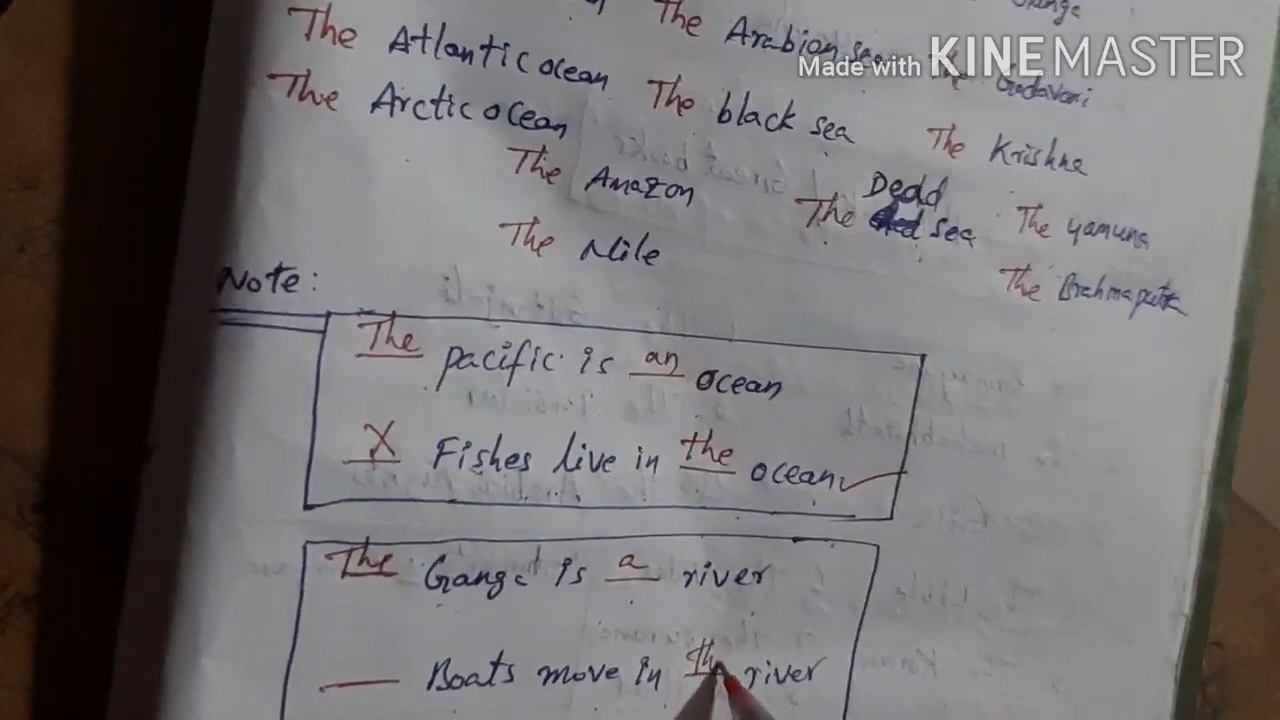 The Arabian sea
The Atlantic ocean
Made with KINEMASTER
The Godavari
The Arctic ocean
The black sea
The Krishna
The Amazon
Dead
The sea
The yamuna
The Nile
The Brahmaputra
Note:
The pacific is an ocean
X Fishes live in the ocean
The Gange is a river
Boats move in th river